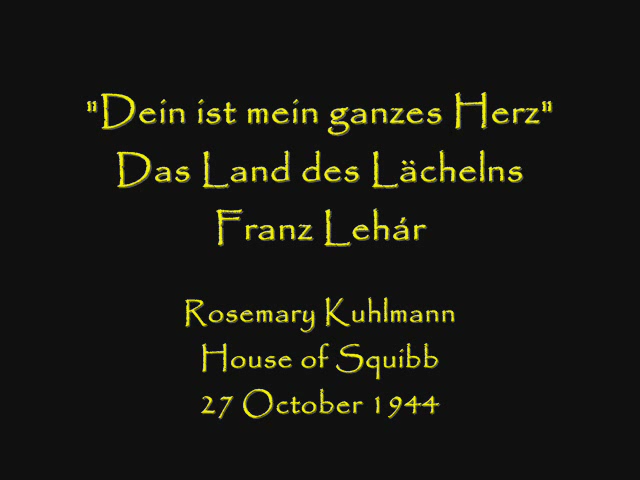 "Dein ist mein ganzes Herz"
Das Land des Lächelns
Franz Lehár
Rosemary Kuhlmann
House of Squibb
27 October 1944